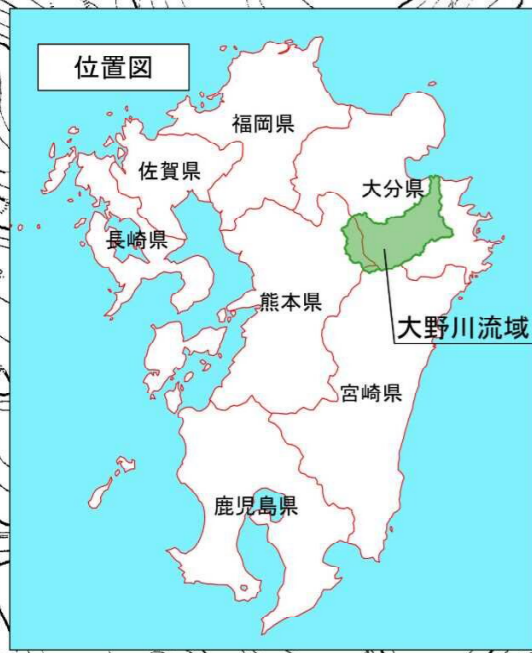 位置図
福岡県
佐賀県
大分県
長崎県
熊本県
大野川流域
宮崎県
鹿児島県